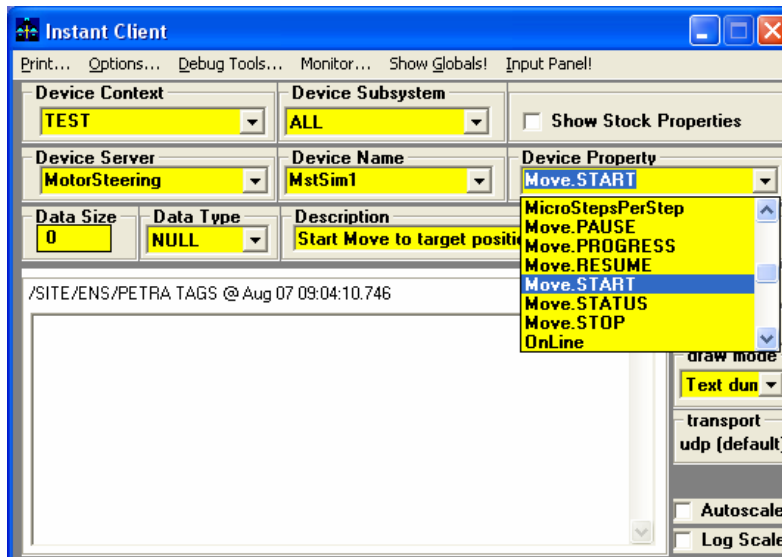 Instant Client
Print... Options... Debug Tools... Monitor... Show Globals! Input Panel!
Device Context Device Subsystem
TEST ALL Show Stock Properties
Device Server Device Name Device Property
MotorSteering MstSim1 Move.START
Data Size Data Type Description
0 NULL Start Move to target positi
MicroStepsPerStep
Move.PAUSE
Move.PROGRESS
Move.RESUME
Move.START
Move.STATUS
Move.STOP
OnLine
/SITE/ENS/PETRA TAGS @ Aug 07 09:04:10.746
draw mode
Text dun
transport
udp (default)
Autoscale
Log Scale